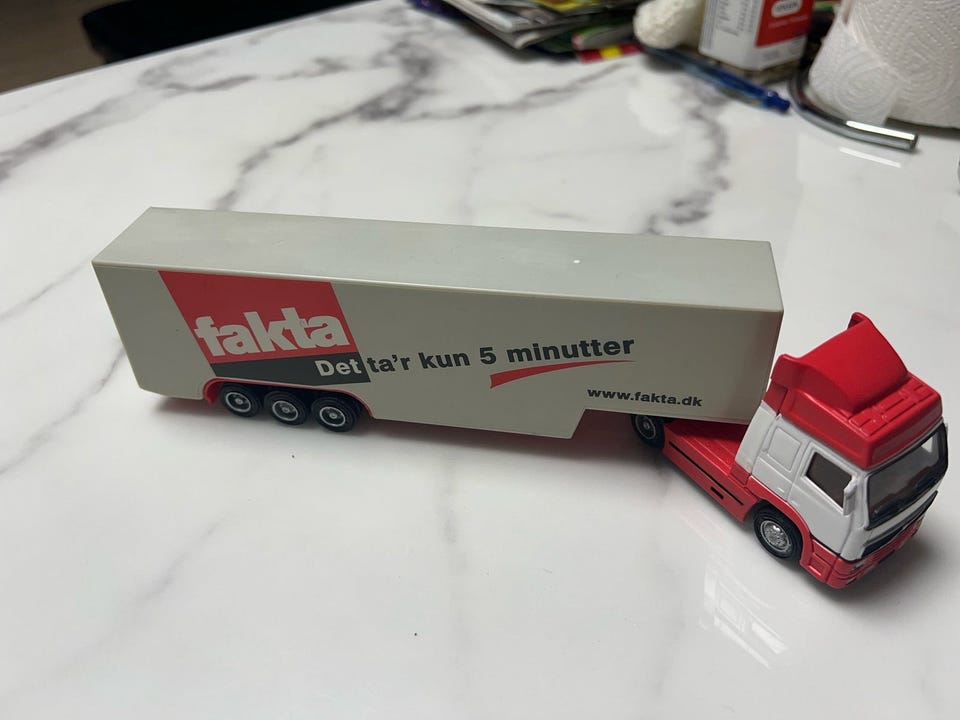 fakta
Det ta'r kun 5 minutter
www.fakta.dk